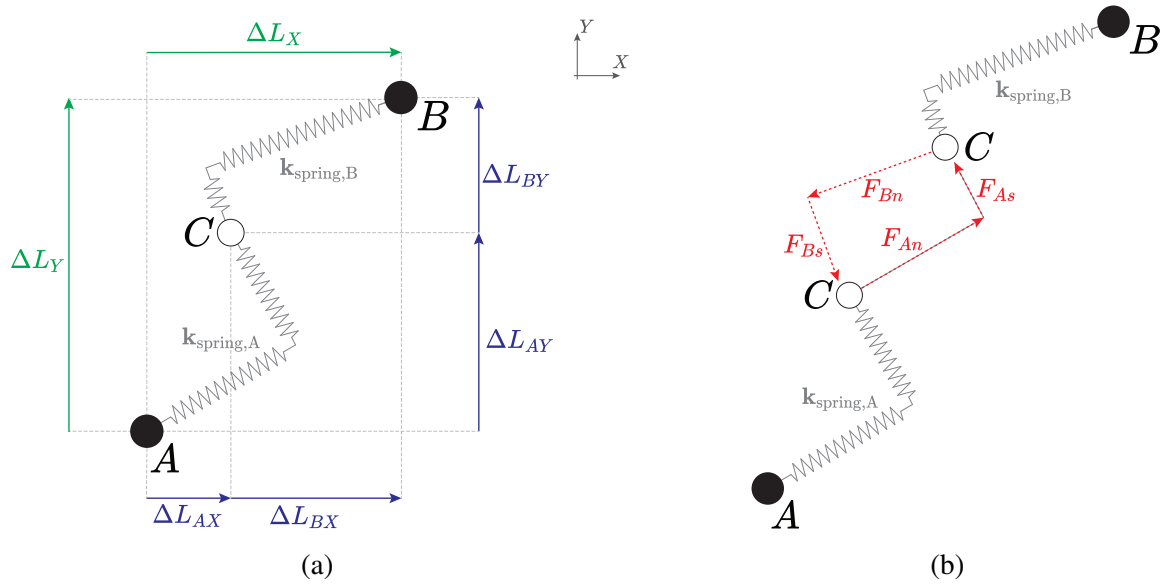 ΔL_X
Y
X
B
B
k_spring,B
k_spring,B
ΔL_BY
C
C
F_Bn
F_As
ΔL_Y
F_Bs
F_An
C
k_spring,A
ΔL_AY
k_spring,A
A
A
ΔL_AX
ΔL_BX
(a)
(b)